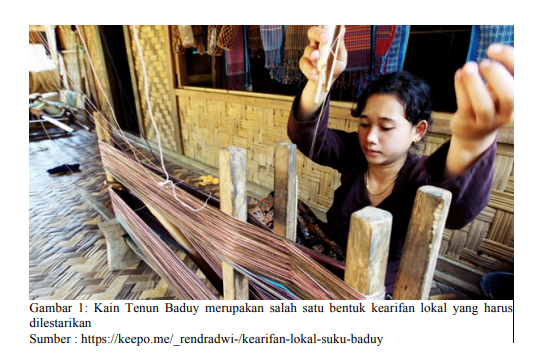 Gambar 1: Kain Tenun Baduy merupakan salah satu bentuk kearifan lokal yang harus
dilestarikan
Sumber : https://keepo.me/_rendradwi-/kearifan-lokal-suku-baduy